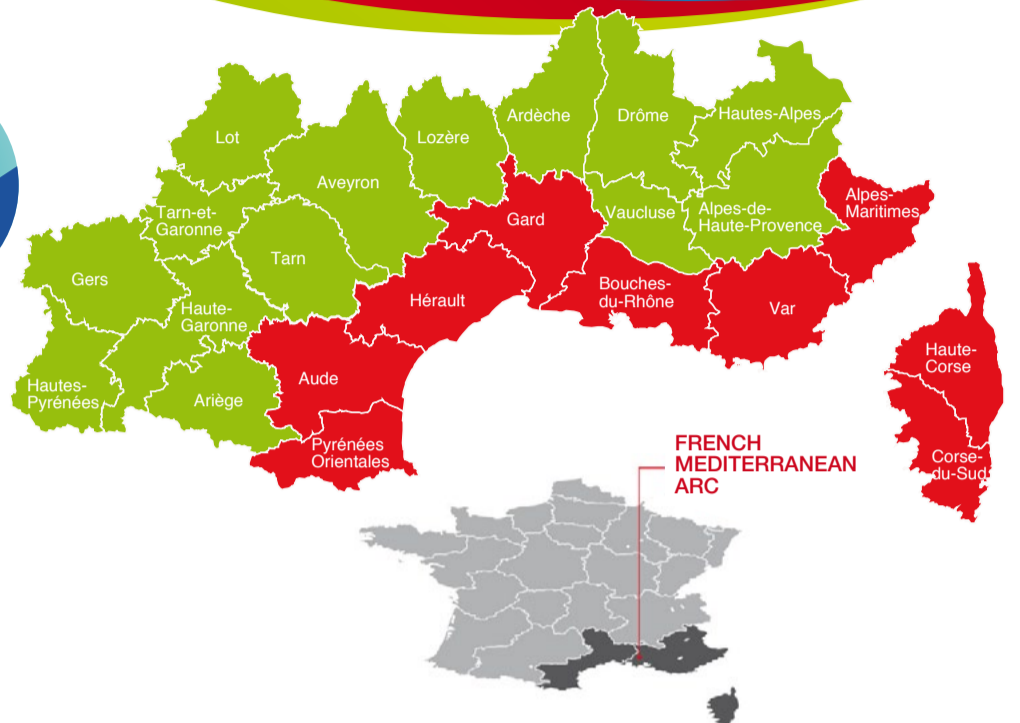 Ardèche
Drôme
Hautes-Alpes
Lot
Lozère
Aveyron
Alpes-
Maritimes
Tarn-et-
Garonne
Gard
Vaucluse
Alpes-de-
Haute-Provence
Gers
Tarn
Hérault
Bouches-
du-Rhône
Var
Haute-
Garonne
Haute-
Corse
Hautes-
Pyrénées
Ariège
Aude
Pyrénées
Orientales
Corse-
du-Sud
FRENCH
MEDITERRANEAN
ARC